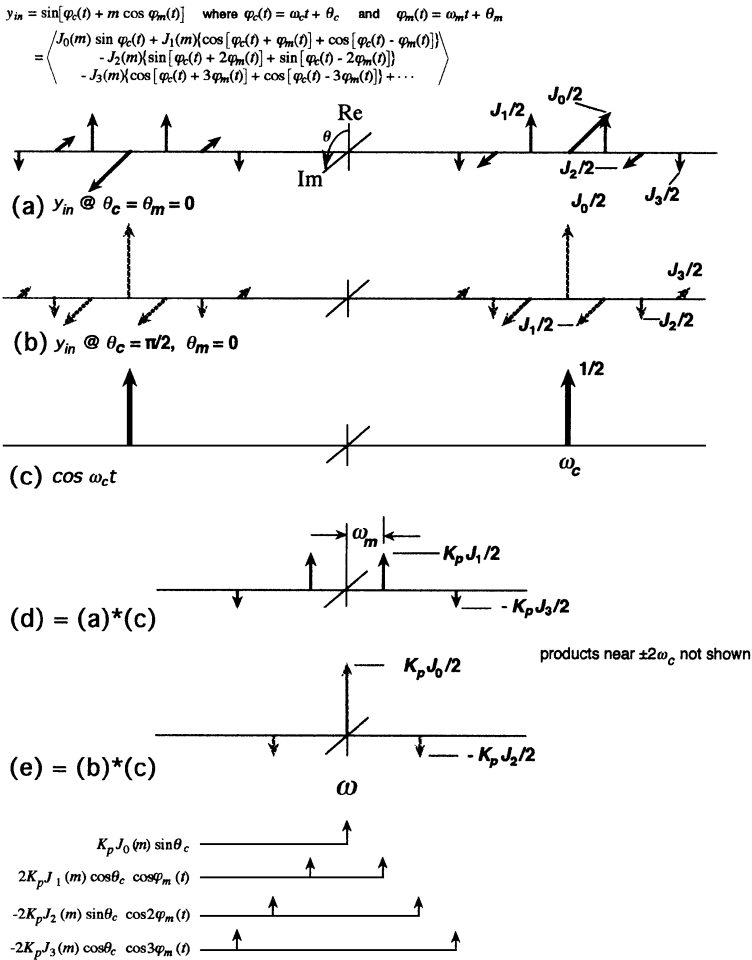 y_in = sin[φ_c(t) + m cos φ_m(t)] where φ_c(t) = ω_c t + θ_c and φ_m(t) = ω_m t + θ_m
= ⟨ J_0(m) sin φ_c(t) + J_1(m){cos[φ_c(t) + φ_m(t)] + cos[φ_c(t) - φ_m(t)]}
- J_2(m){sin[φ_c(t) + 2φ_m(t)] + sin[φ_c(t) - 2φ_m(t)]}
- J_3(m){cos[φ_c(t) + 3φ_m(t)] + cos[φ_c(t) - 3φ_m(t)]} + ⋯ ⟩
Re
θ
Im
J_1/2
J_0/2
J_2/2
J_3/2
(a) y_in @ θ_c = θ_m = 0
J_0/2
J_3/2
J_1/2
J_2/2
(b) y_in @ θ_c = π/2, θ_m = 0
1/2
ω_c
(c) cos ω_c t
ω_m
K_p J_1/2
- K_p J_3/2
(d) = (a)*(c)
products near ±2ω_c not shown
K_p J_0/2
- K_p J_2/2
(e) = (b)*(c)
ω
K_p J_0 (m) sinθ_c
2K_p J_1 (m) cosθ_c cosφ_m (t)
-2K_p J_2 (m) sinθ_c cos2φ_m (t)
-2K_p J_3 (m) cosθ_c cos3φ_m (t)